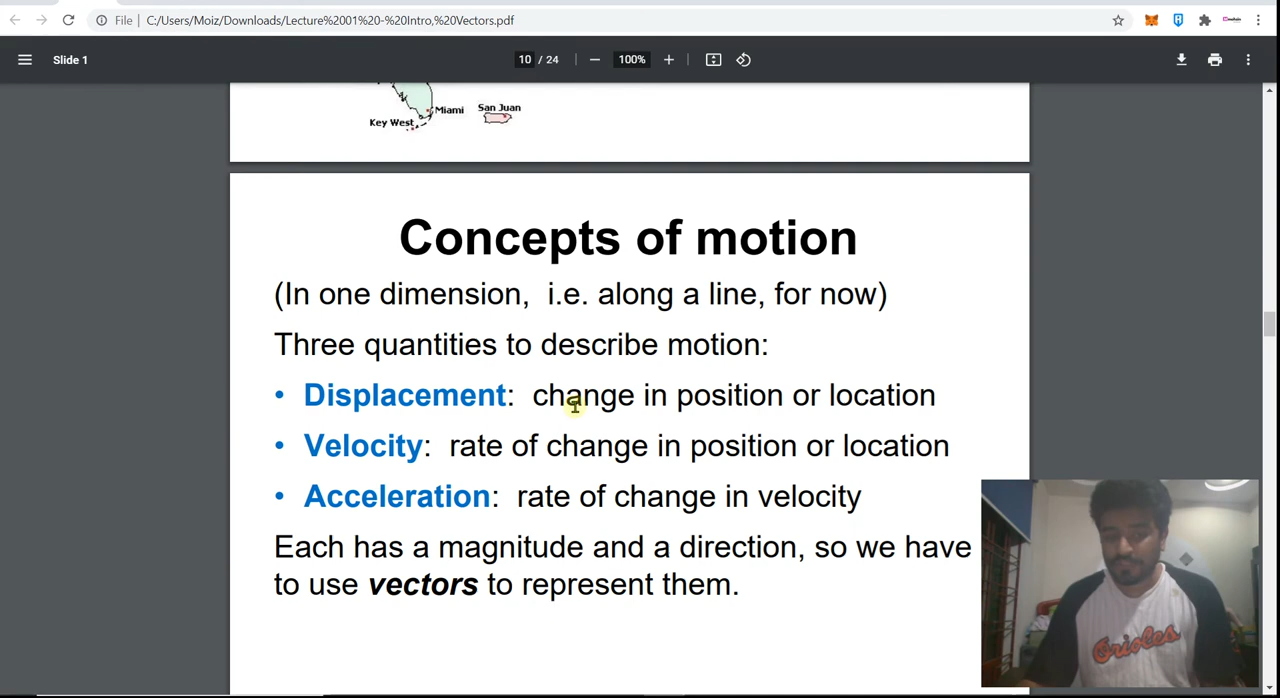 File | C:/Users/Moiz/Downloads/Lecture%2001%20-%20Intro,%20Vectors.pdf
Slide 1
10 / 24
100%
Miami
San Juan
Key West
Concepts of motion
(In one dimension, i.e. along a line, for now)
Three quantities to describe motion:
• Displacement: change in position or location
• Velocity: rate of change in position or location
• Acceleration: rate of change in velocity
Each has a magnitude and a direction, so we have
to use vectors to represent them.
Orioles